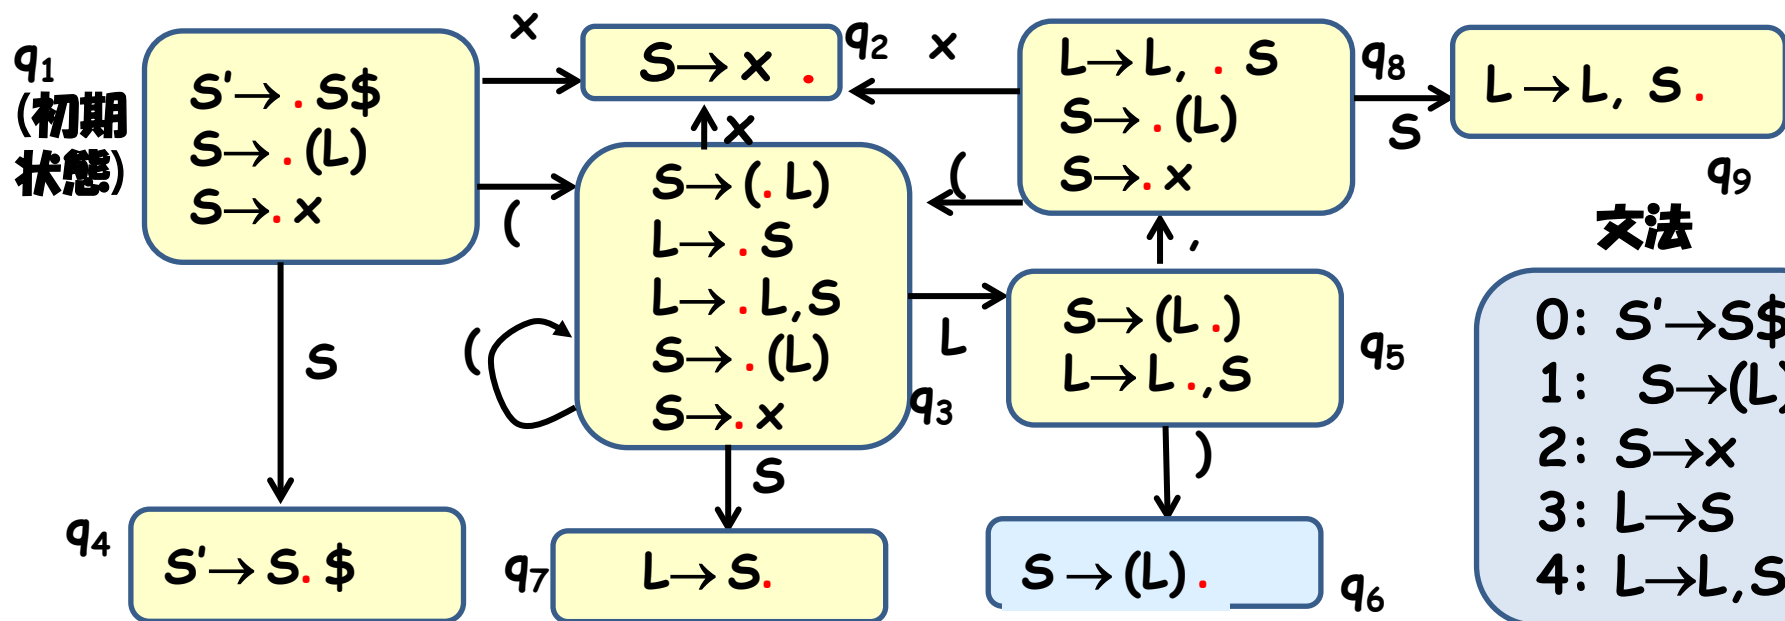 q1
(初期
状態)
S'→ . S$
S→ . (L)
S→. x
x
(
S
q4
S'→ S. $
S→ x .
q2
x
x
S→(. L)
L→ . S
L→ . L,S
S→ . (L)
S→. x
q3
(
S
q7
L→ S.
L
L→L, . S
S→ . (L)
S→. x
q8
(
,
S→ (L .)
L→ L .,S
q5
)
S →(L) .
q6
S
L →L, S .
q9
文法
0: S'→S$
1: S→(L)
2: S→x
3: L→S
4: L→L,S